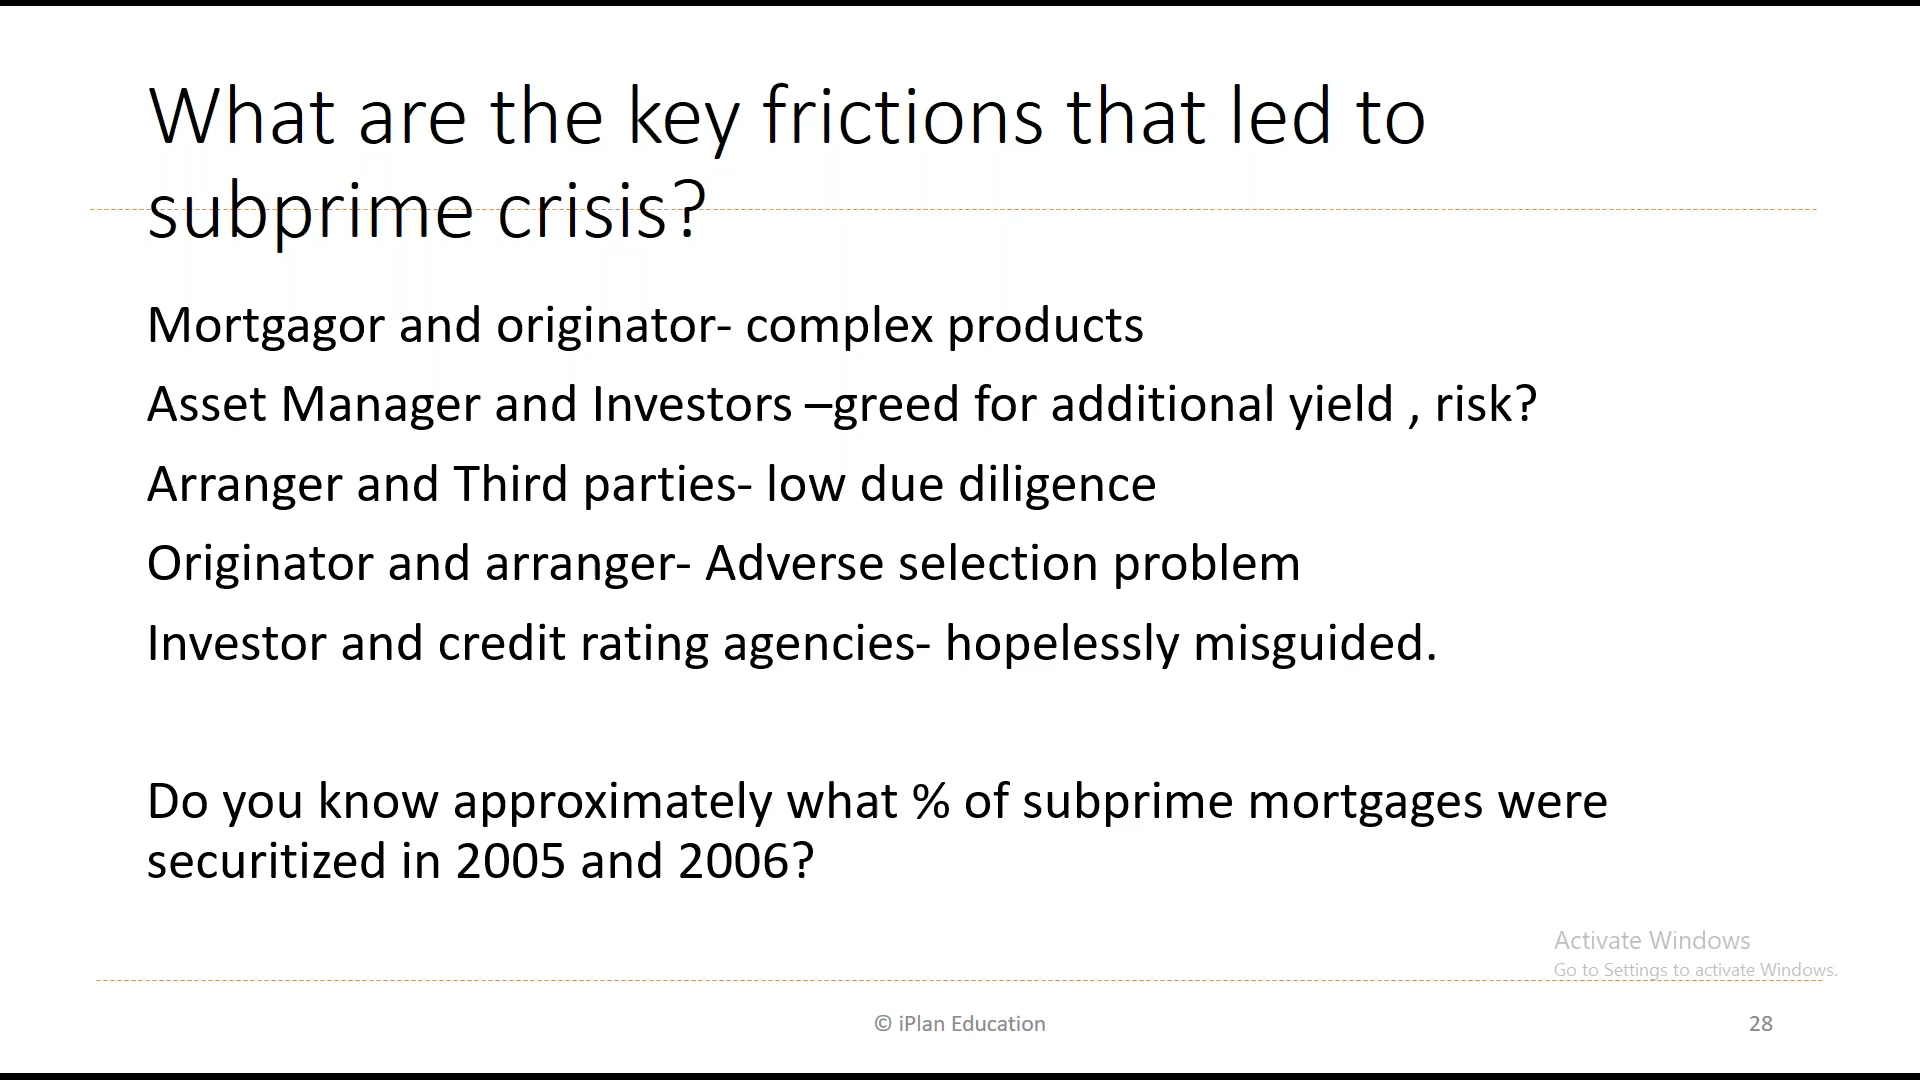 What are the key frictions that led to
subprime crisis?
Mortgagor and originator- complex products
Asset Manager and Investors –greed for additional yield , risk?
Arranger and Third parties- low due diligence
Originator and arranger- Adverse selection problem
Investor and credit rating agencies- hopelessly misguided.
Do you know approximately what % of subprime mortgages were
securitized in 2005 and 2006?
Activate Windows
Go to Settings to activate Windows.
© iPlan Education
28